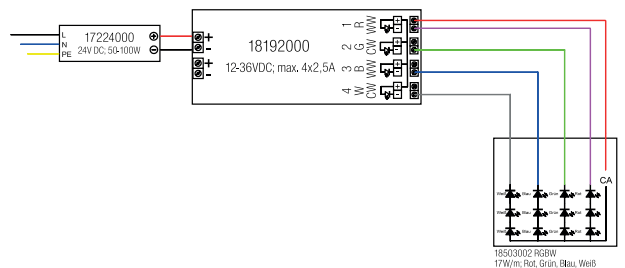 L
N
PE
17224000
24V DC; 50-100W
+
-
+
-
+
-
18192000
12-36VDC; max. 4x2,5A
1 R WW
2 G CW
3 B WW
4 W CW
+
-
+
-
+
-
+
-
CA
Weiß Blau Grün Rot
Weiß Blau Grün Rot
Weiß Blau Grün Rot
18503002 RGBW
17W/m; Rot, Grün, Blau, Weiß